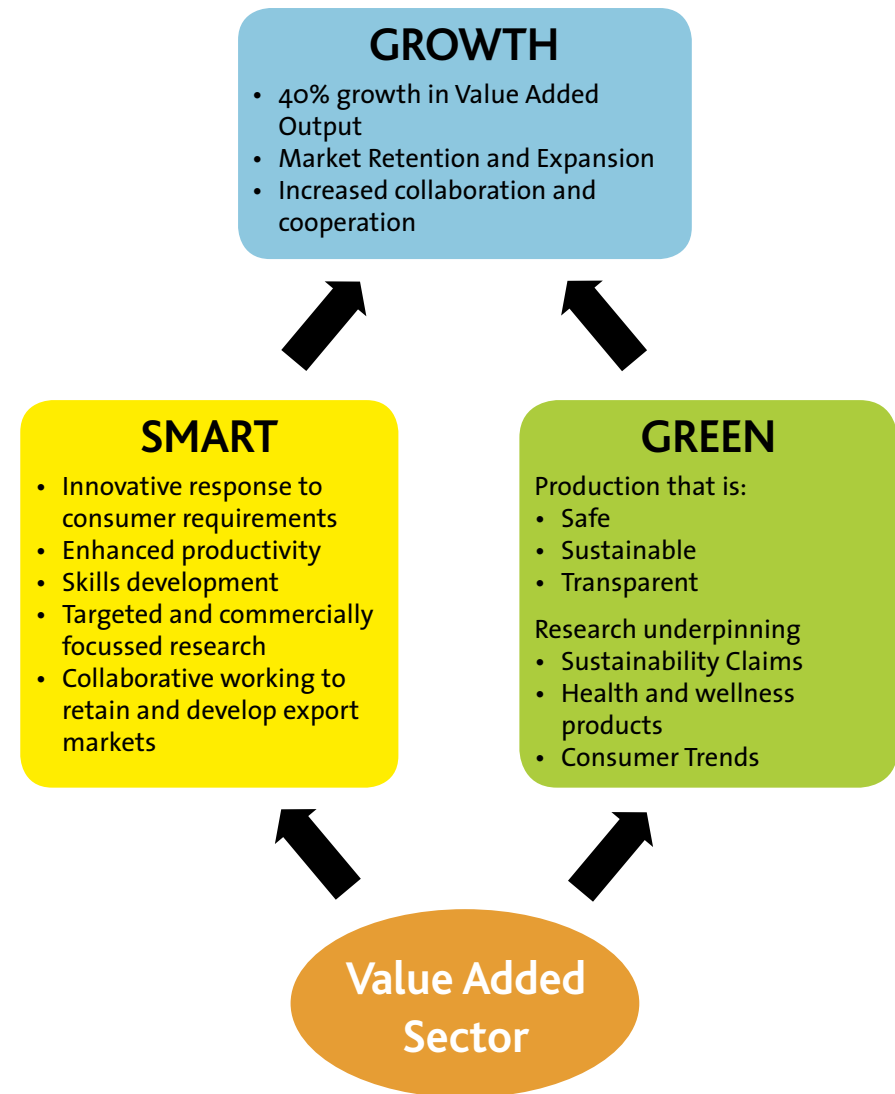 GROWTH
• 40% growth in Value Added
Output
• Market Retention and Expansion
• Increased collaboration and
cooperation
SMART
• Innovative response to
consumer requirements
• Enhanced productivity
• Skills development
• Targeted and commercially
focussed research
• Collaborative working to
retain and develop export
markets
GREEN
Production that is:
• Safe
• Sustainable
• Transparent
Research underpinning
• Sustainability Claims
• Health and wellness
products
• Consumer Trends
Value Added
Sector